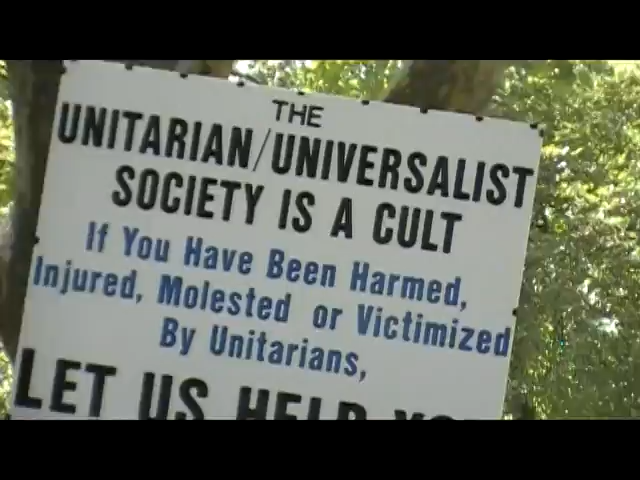 THE
UNITARIAN/UNIVERSALIST
SOCIETY IS A CULT
If You Have Been Harmed,
Injured, Molested or Victimized
By Unitarians,
LET US HELP